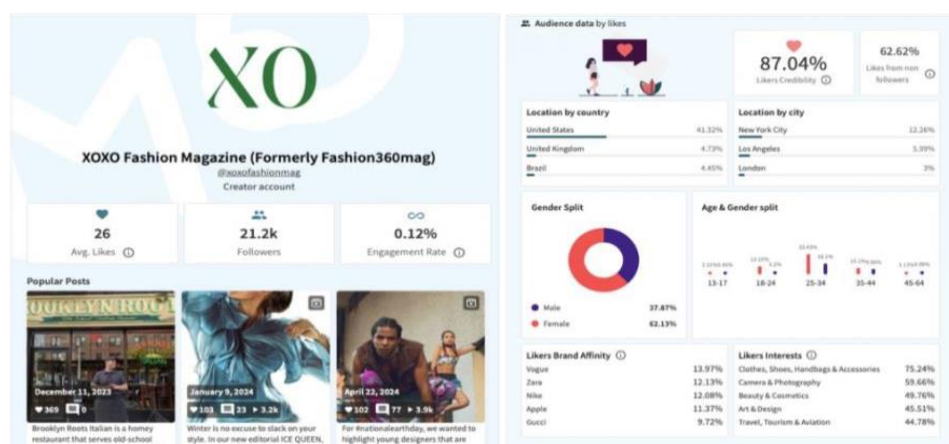 XO
XOXO Fashion Magazine (Formerly Fashion360mag)
@xoxofashionmag
Creator account
26
Avg. Likes
21.2k
Followers
0.12%
Engagement Rate
Popular Posts
December 11, 2023
369 0
Brooklyn Roots Italian is a homey
restaurant that serves old-school
January 9, 2024
103 23 3.2k
Winter is no excuse to slack on your
style. In our new editorial ICE QUEEN,
April 22, 2024
102 77 3.9k
For #nationalearthday, we wanted to
highlight young designers that are
Audience data by likes
87.04%
Likers Credibility
62.62%
Likes from non
followers
Location by country
United States 41.32%
United Kingdom 4.73%
Brazil 4.45%
Location by city
New York City 12.26%
Los Angeles
London 3%
Gender Split
Male 37.87%
Female 62.13%
Age & Gender split
13-17
18-24
25-34
35-44
45-64
Likers Brand Affinity
Vogue 13.97%
Zara 12.13%
Nike 12.08%
Apple 11.37%
Gucci 9.72%
Likers Interests
Clothes, Shoes, Handbags & Accessories 75.24%
Camera & Photography 59.66%
Beauty & Cosmetics 49.76%
Art & Design 45.51%
Travel, Tourism & Aviation 44.78%